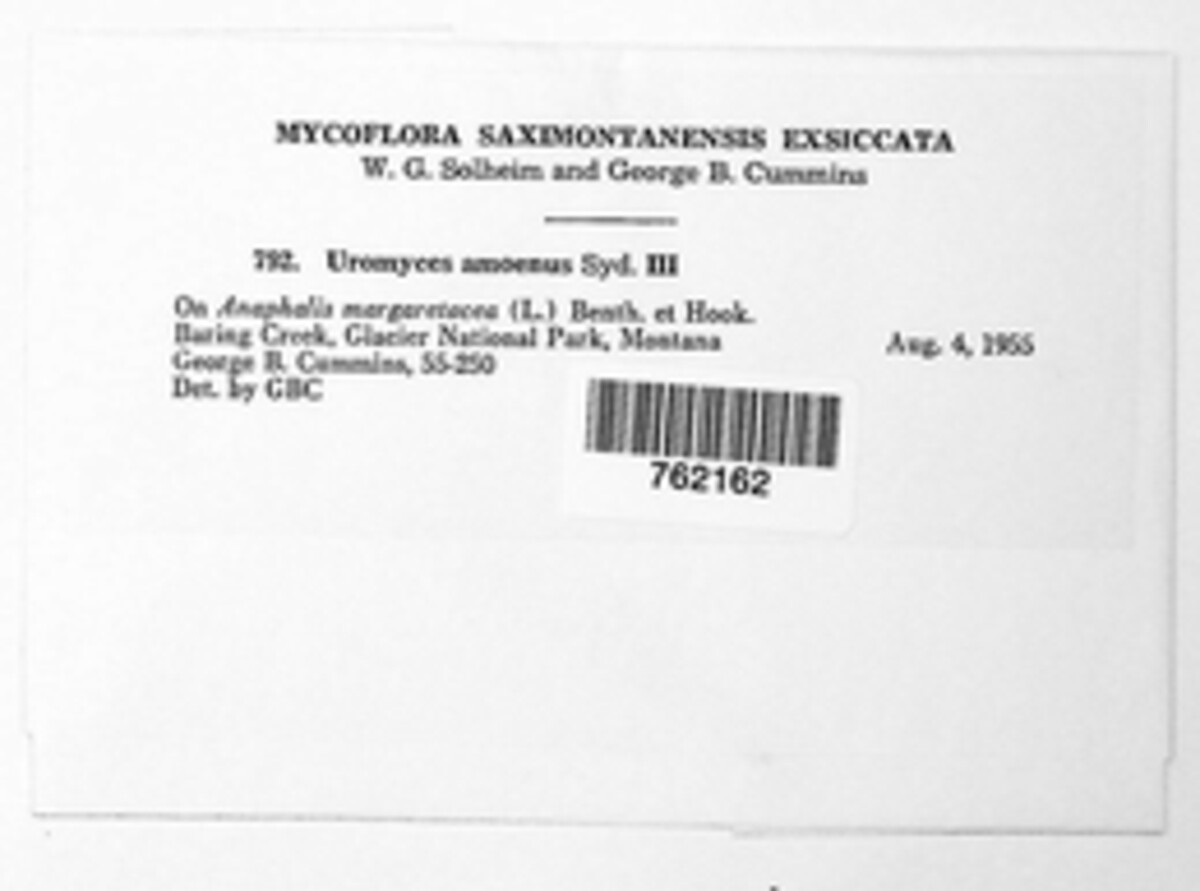 MYCOFLORA SAXIMONTANENSIS EXSICCATA
W. G. Solheim and George B. Cummins
792. Uromyces amoenus Syd. III
On Anaphalis margaretacea (L.) Benth. et Hook.
Baring Creek, Glacier National Park, Montana Aug. 4, 1955
George B. Cummins, 55-250
Det. by GBC
762162